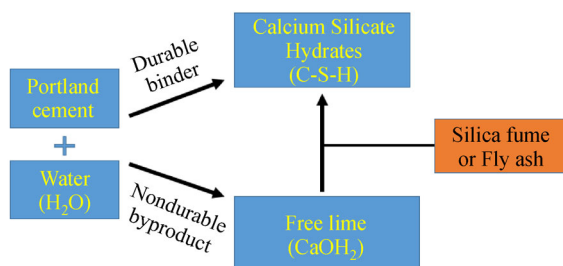 Portland
cement
+
Water
(H₂O)
Durable
binder
Nondurable
byproduct
Calcium Silicate
Hydrates
(C-S-H)
Free lime
(CaOH₂)
Silica fume
or Fly ash